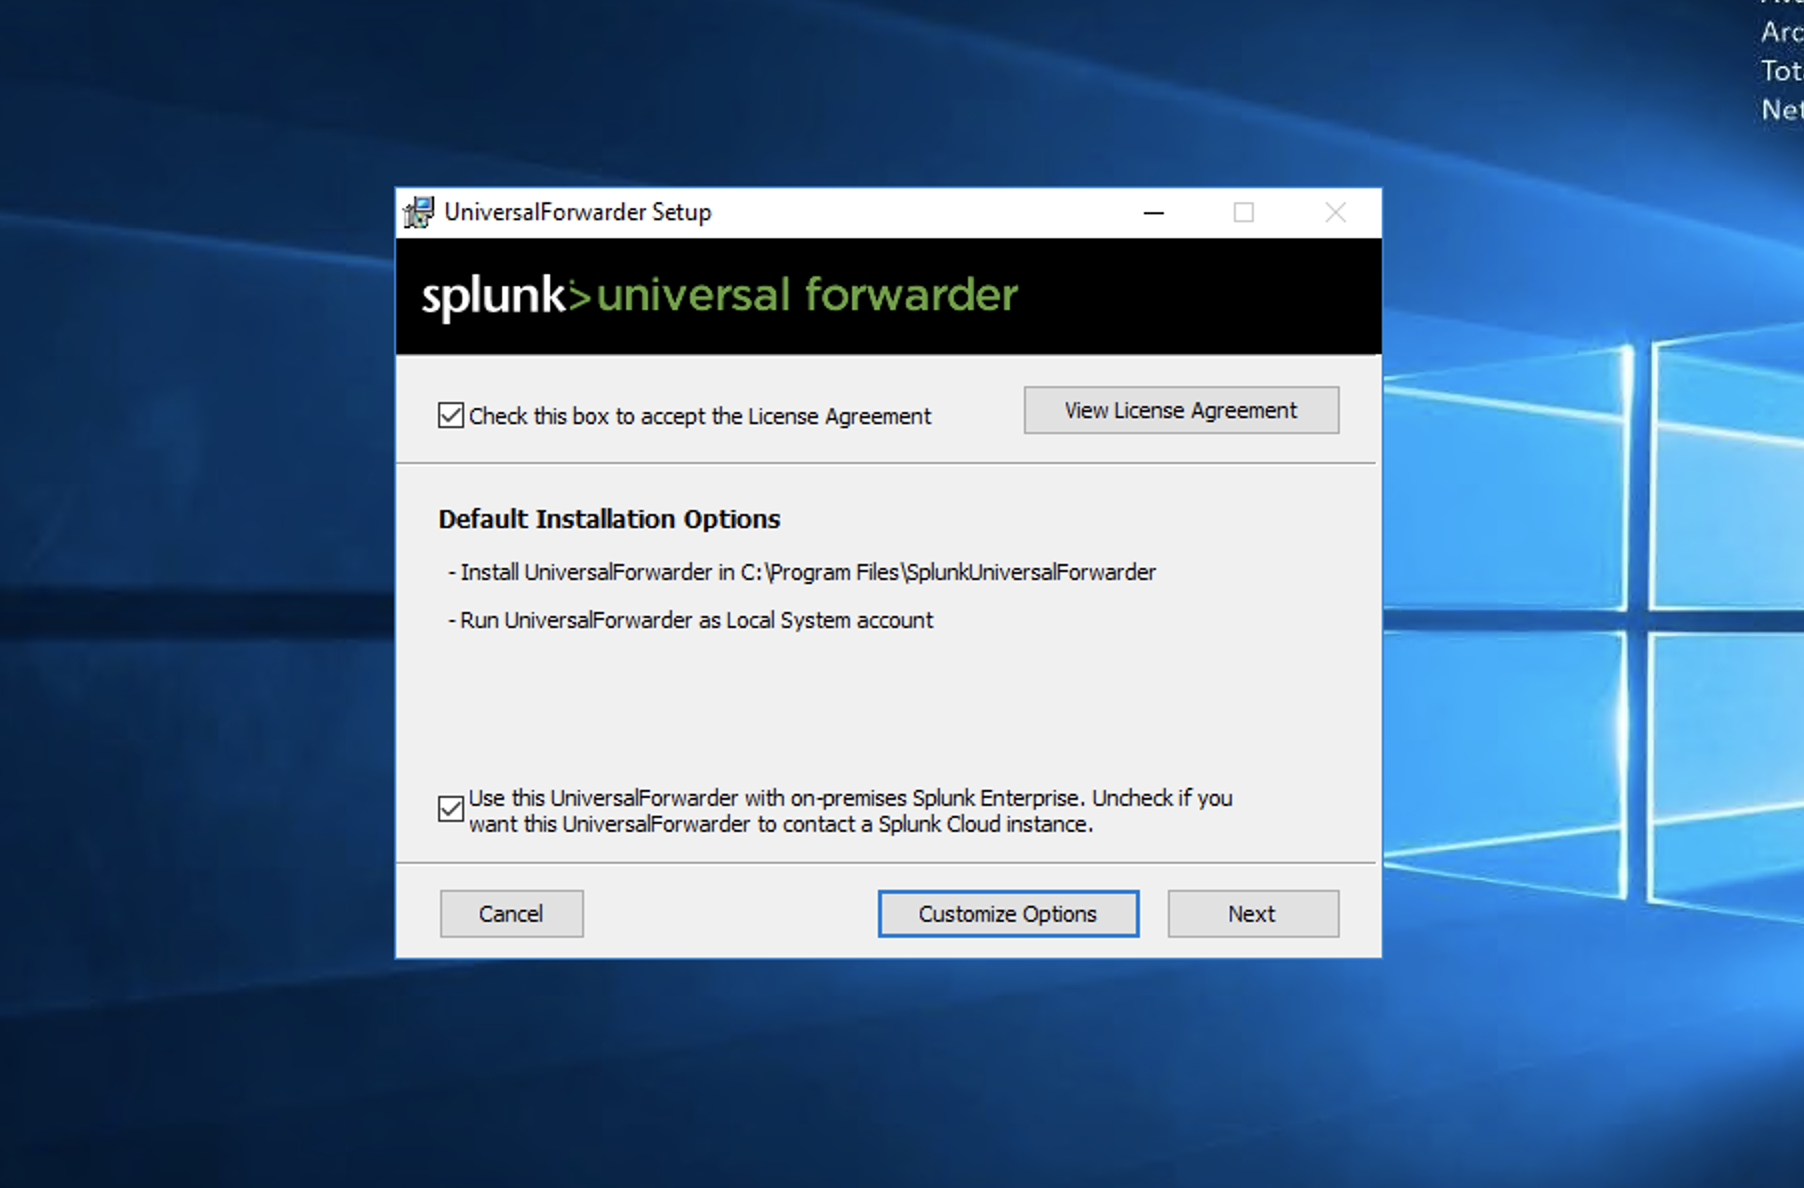 Arc
Tot
Net
UniversalForwarder Setup
splunk>universal forwarder
Check this box to accept the License Agreement
View License Agreement
Default Installation Options
- Install UniversalForwarder in C:\Program Files\SplunkUniversalForwarder
- Run UniversalForwarder as Local System account
Use this UniversalForwarder with on-premises Splunk Enterprise. Uncheck if you
want this UniversalForwarder to contact a Splunk Cloud instance.
Cancel
Customize Options
Next